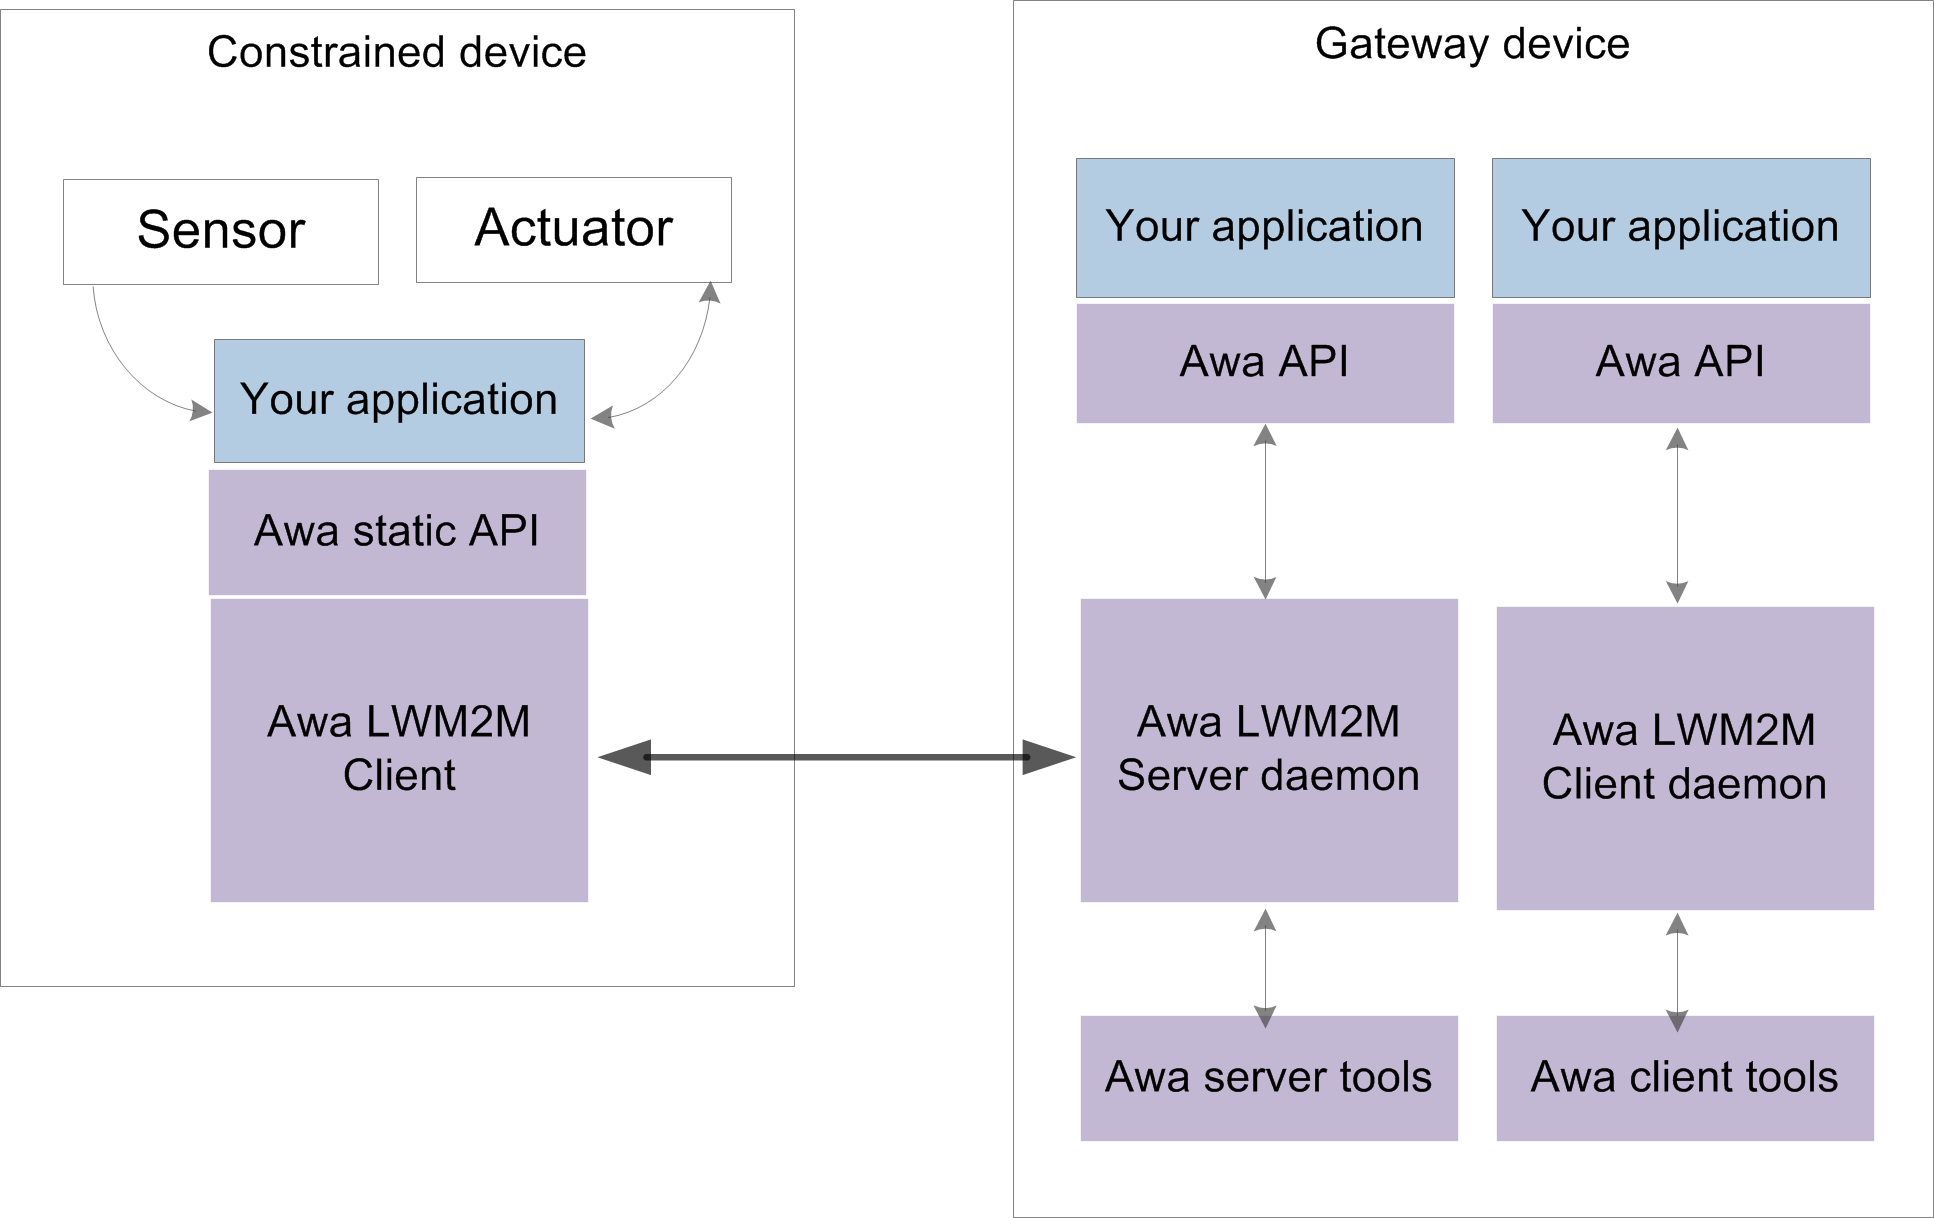 Constrained device
Sensor
Actuator
Your application
Awa static API
Awa LWM2M
Client
Gateway device
Your application
Awa API
Awa LWM2M
Server daemon
Awa server tools
Your application
Awa API
Awa LWM2M
Client daemon
Awa client tools